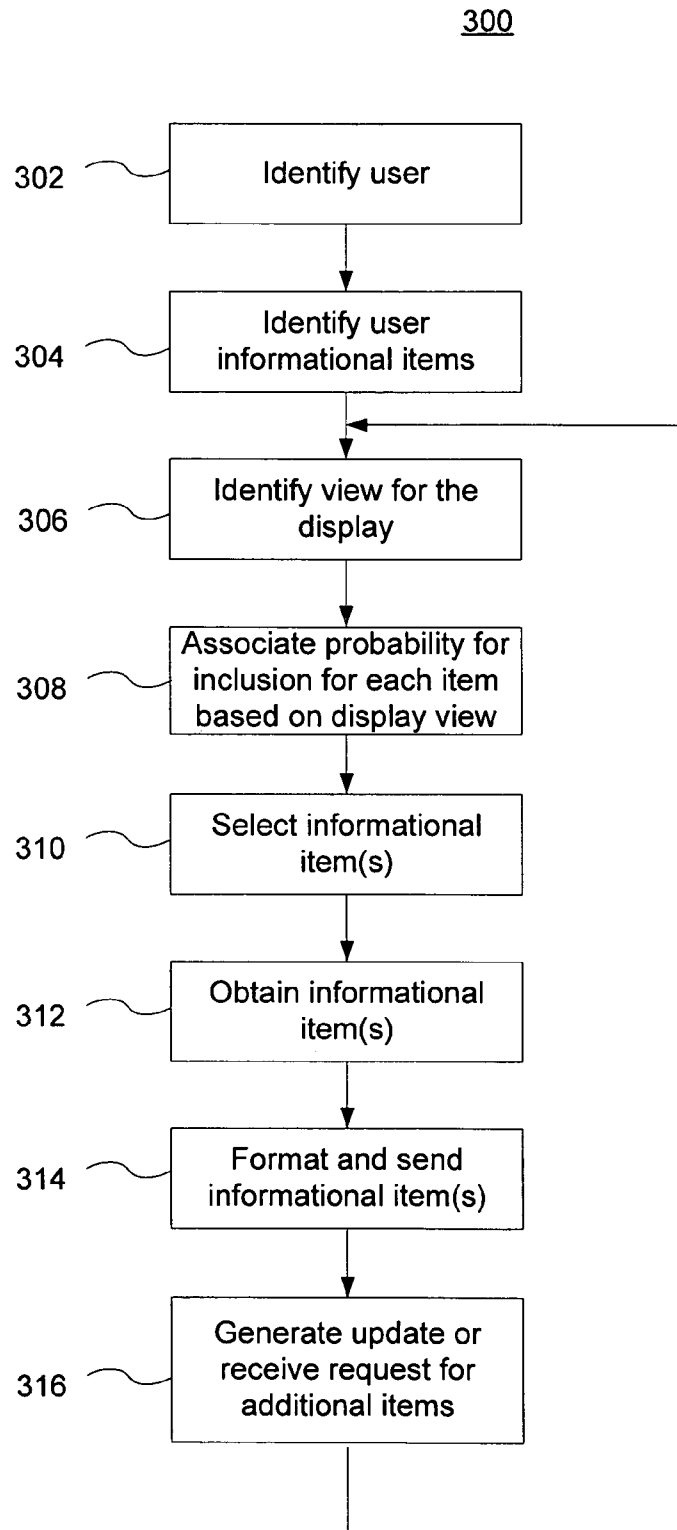 300
302
Identify user
304
Identify user
informational items
306
Identify view for the
display
308
Associate probability for
inclusion for each item
based on display view
310
Select informational
item(s)
312
Obtain informational
item(s)
314
Format and send
informational item(s)
316
Generate update or
receive request for
additional items